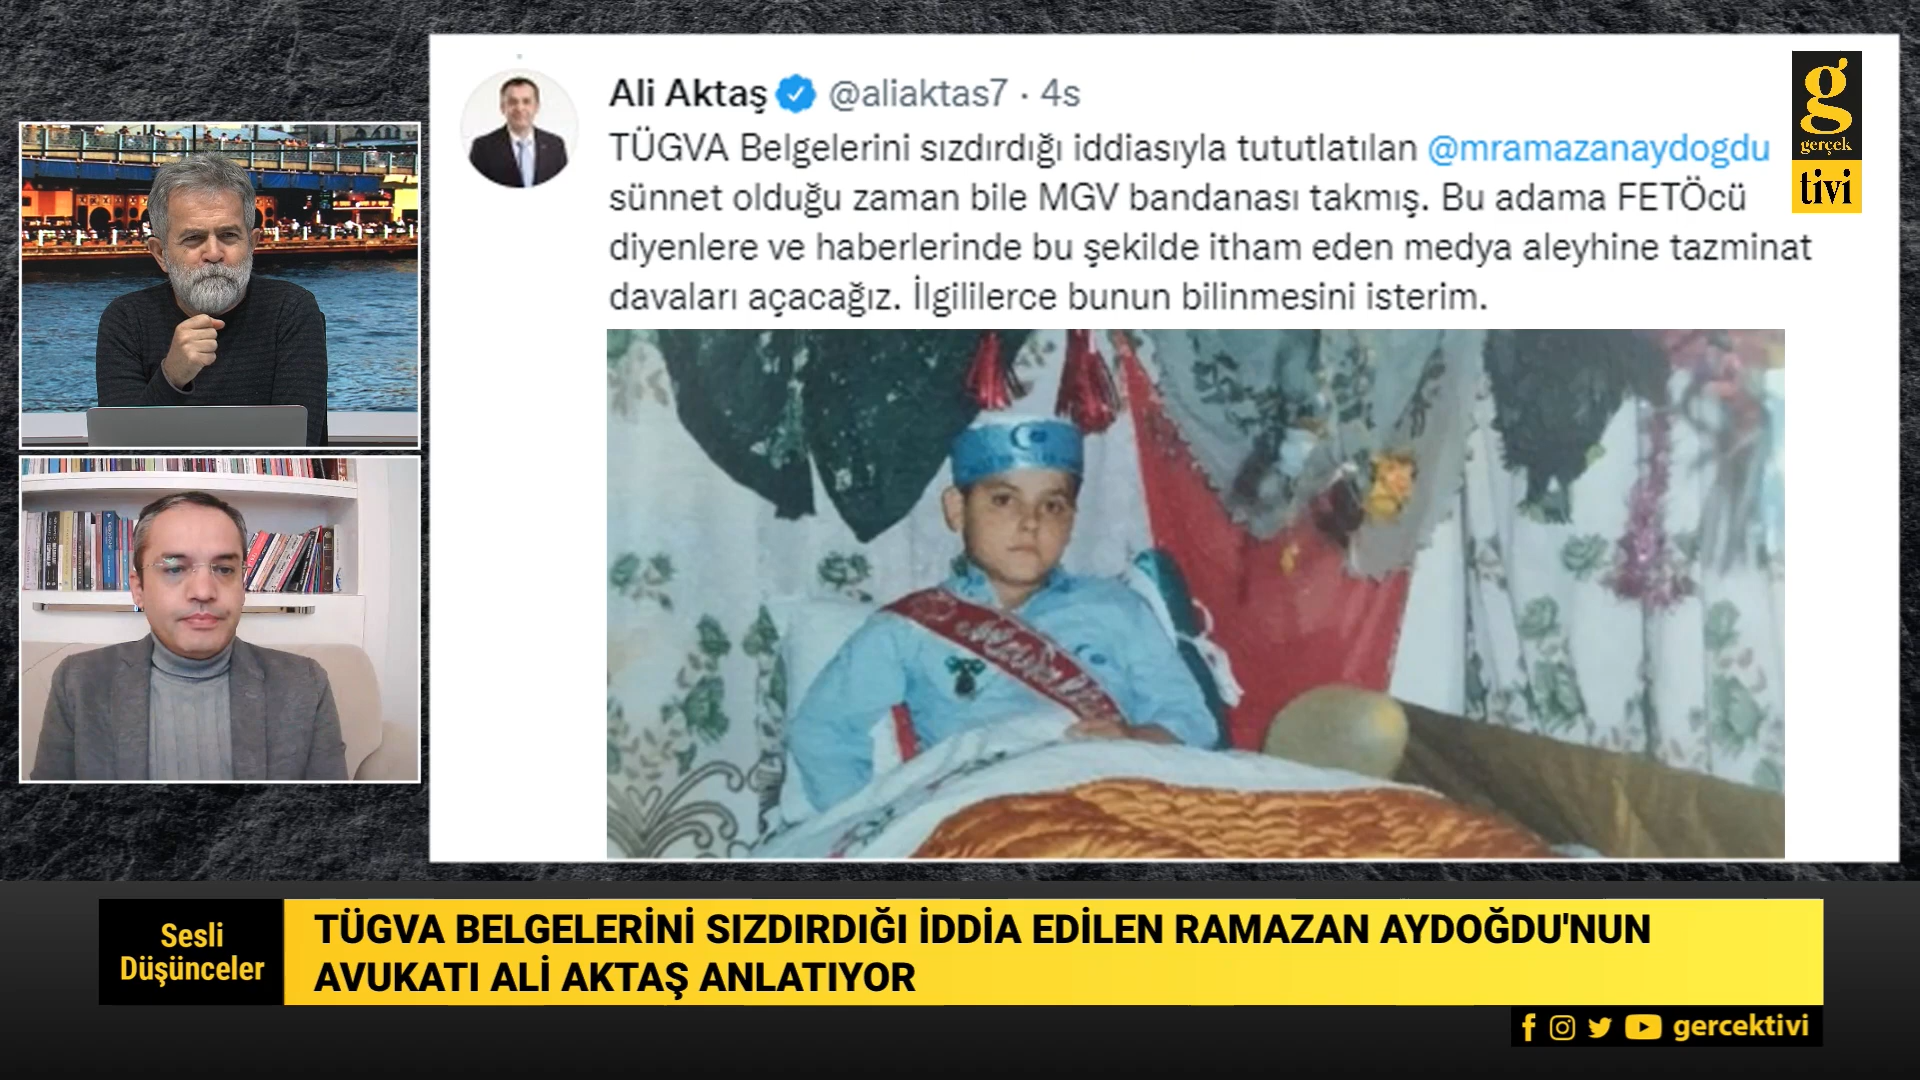 Ali Aktaş @aliaktas7 · 4s
TÜGVA Belgelerini sızdırdığı iddiasıyla tututlatılan @mramazanaydogdu
sünnet olduğu zaman bile MGV bandanası takmış. Bu adama FETÖcü
diyenlere ve haberlerinde bu şekilde itham eden medya aleyhine tazminat
davaları açacağız. İlgililerce bunun bilinmesini isterim.
g
gerçek
tivi
Sesli
Düşünceler
TÜGVA BELGELERİNİ SIZDIRDIĞI İDDİA EDİLEN RAMAZAN AYDOĞDU'NUN
AVUKATI ALİ AKTAŞ ANLATIYOR
gercektivi